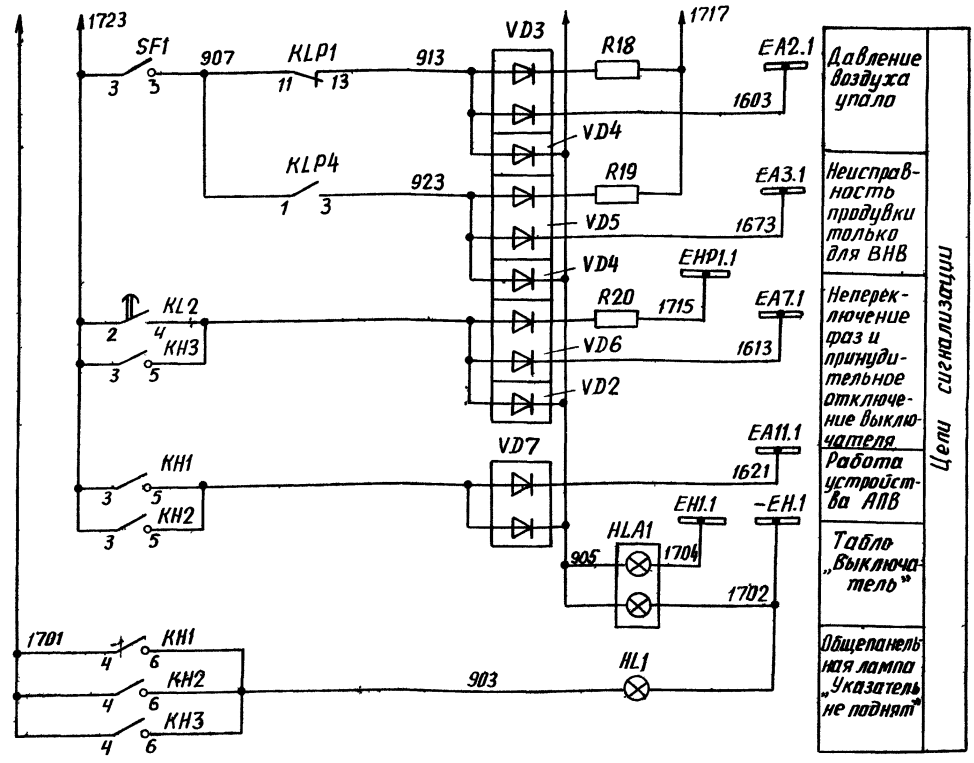 1723
1717
SF1
907
KLP1
913
VD3
R18
EA2.1
3 3
11 13
1603
VD4
KLP4
923
R19
EA3.1
1 3
VD5
1673
VD4
EHP1.1
KL2
R20
1715
EA7.1
2 4
KH3
VD6
1613
3 5
VD2
VD7
EA11.1
KH1
1621
3 5
KH2
3 5
EH1.1
-EH.1
HLA1
905
1704
1702
1701
KH1
4 6
KH2
4 6
KH3
4 6
903
HL1
Давление
воздуха
упало
Неисправ-
ность
продувки
только
для ВНВ
Неперек-
лючение
фаз и
принуди-
тельное
отключе-
ние выклю-
чателя
Работа
устройст-
ва АПВ
Табло
„Выключа-
тель"
Общепанель-
ная лампа
„Указатель
не поднят"
Цепи сигнализации